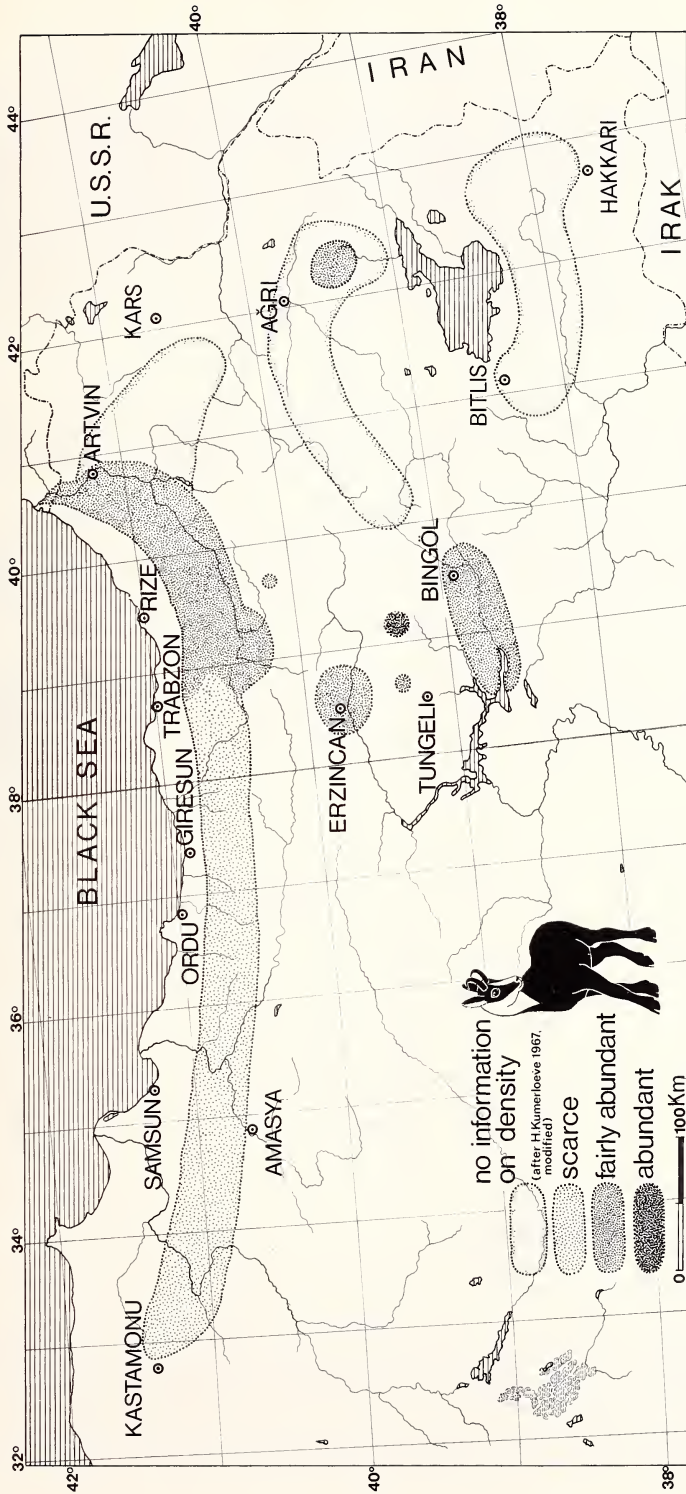 32°
34°
36°
38°
40°
42°
44°
42°
40°
38°
40°
38°
BLACK SEA
U.S.S.R.
IRAN
IRAK
KASTAMONU
SAMSUN
AMASYA
ORDU
GIRESUN
TRABZON
RIZE
ARTVIN
KARS
AĞRI
ERZINCAN
TUNGELI
BINGÖL
BITLIS
HAKKARI
no information
on density
(after H.Kumerloeve 1967.
modified)
scarce
fairly abundant
abundant
0
100Km